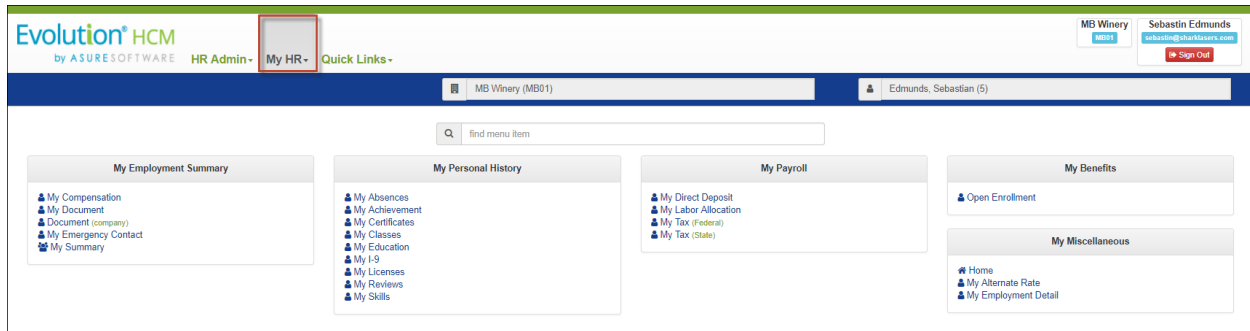 Evolution® HCM
by ASURESOFTWARE
HR Admin
My HR
Quick Links
MB Winery
MB01
Sebastin Edmunds
sebastin@sharklasers.com
Sign Out
MB Winery (MB01)
Edmunds, Sebastian (5)
find menu item
My Employment Summary
My Compensation
My Document
Document (company)
My Emergency Contact
My Summary
My Personal History
My Absences
My Achievement
My Certificates
My Classes
My Education
My I-9
My Licenses
My Reviews
My Skills
My Payroll
My Direct Deposit
My Labor Allocation
My Tax (Federal)
My Tax (State)
My Benefits
Open Enrollment
My Miscellaneous
Home
My Alternate Rate
My Employment Detail